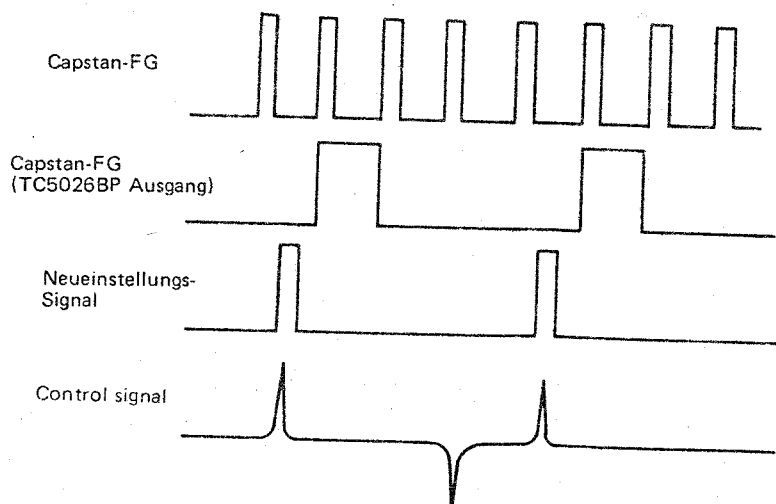 Capstan-FG
Capstan-FG
(TC5026BP Ausgang)
Neueinstellungs-
Signal
Control signal